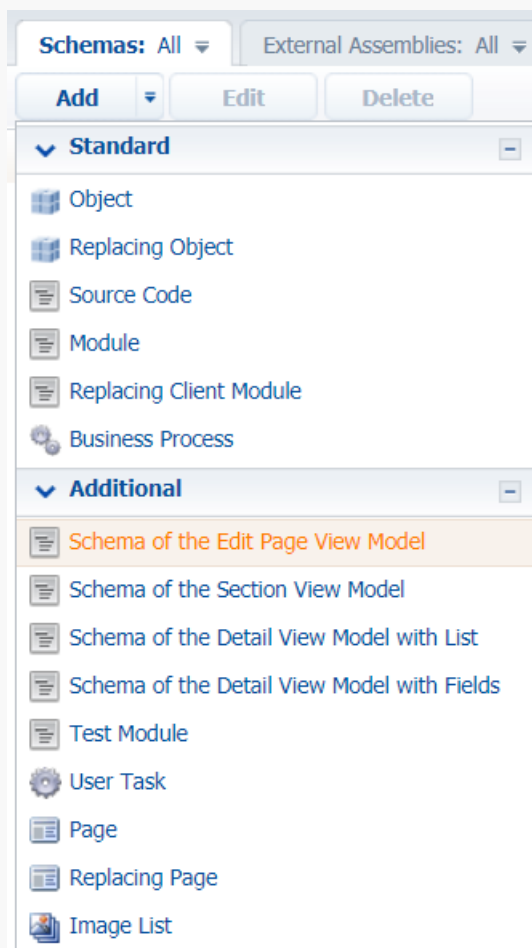 Schemas: All External Assemblies: All
Add Edit Delete
Standard
Object
Replacing Object
Source Code
Module
Replacing Client Module
Business Process
Additional
Schema of the Edit Page View Model
Schema of the Section View Model
Schema of the Detail View Model with List
Schema of the Detail View Model with Fields
Test Module
User Task
Page
Replacing Page
Image List